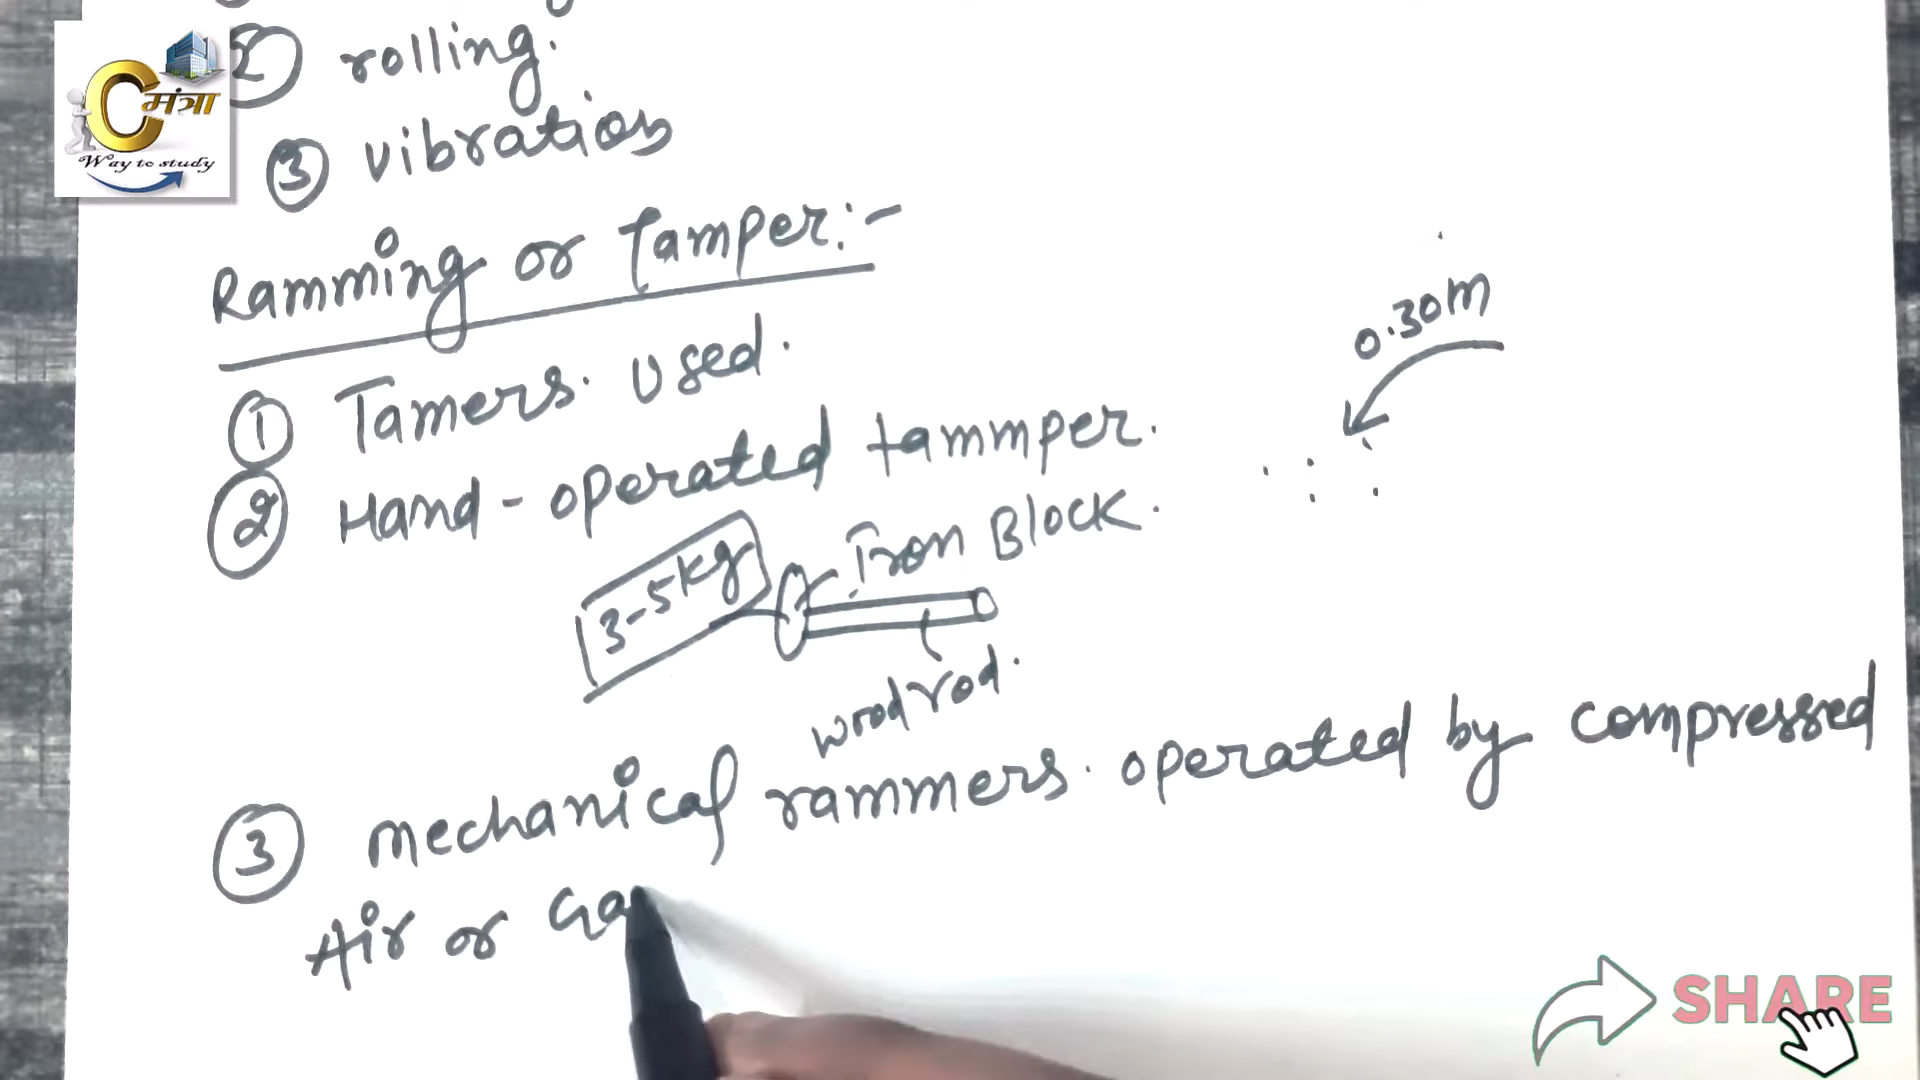 ② rolling.
③ vibration
Ramming or Tamper:-
① Tamers. Used.
0.30m
② Hand-operated tammper.
Iron Block.
3-5kg
wood rod.
③ mechanical rammers. operated by compressed
Air or Ga
C मंत्रा
Way to study
SHARE